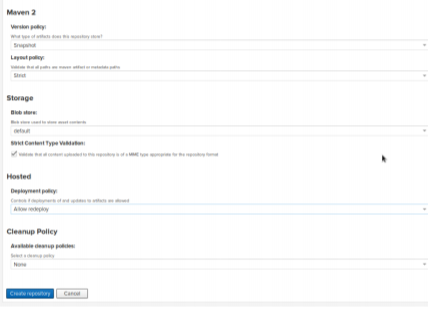 Maven 2
Version policy:
What type of artifacts does this repository store?
Snapshot
Layout policy:
Validate that all paths are maven artifact or metadata paths
Strict
Storage
Blob store:
Blob store used to store asset contents
default
Strict Content Type Validation:
Validate that all content uploaded to this repository is of a MIME type appropriate for the repository format
Hosted
Deployment policy:
Controls if deployments of and updates to artifacts are allowed
Allow redeploy
Cleanup Policy
Available cleanup policies:
Select a cleanup policy
None
Create repository
Cancel